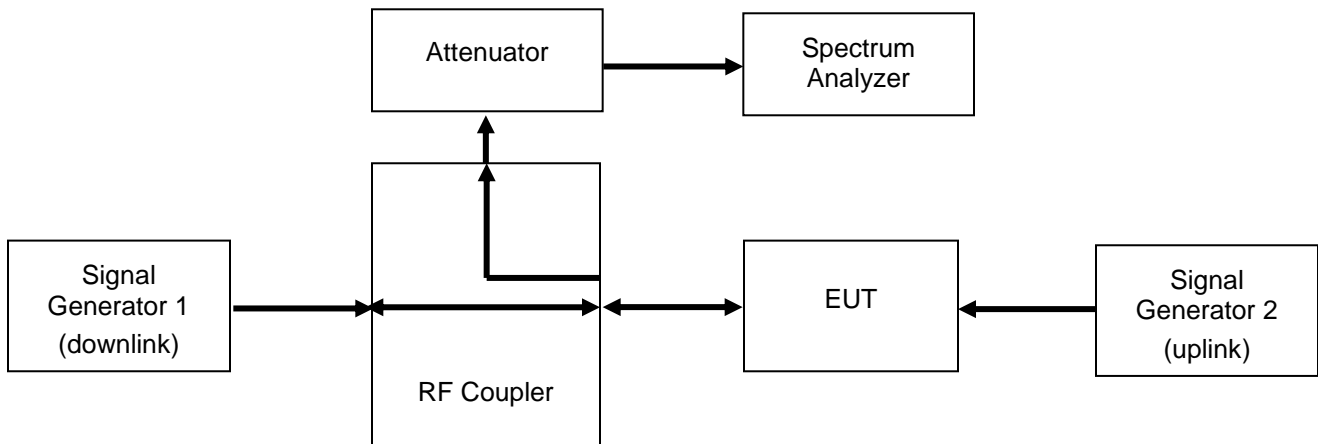 Attenuator
Spectrum
Analyzer
Signal
Generator 1
(downlink)
EUT
Signal
Generator 2
(uplink)
RF Coupler